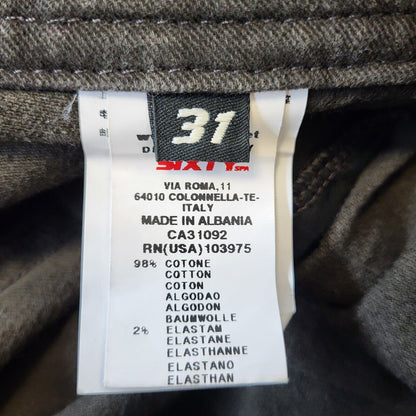 31
SIXTY SPA
VIA ROMA,11
64010 COLONNELLA-TE-
ITALY
MADE IN ALBANIA
CA31092
RN(USA)103975
98% COTONE
COTTON
COTON
ALGODAO
ALGODON
BAUMWOLLE
2% ELASTAM
ELASTANE
ELASTHANNE
ELASTANO
ELASTHAN